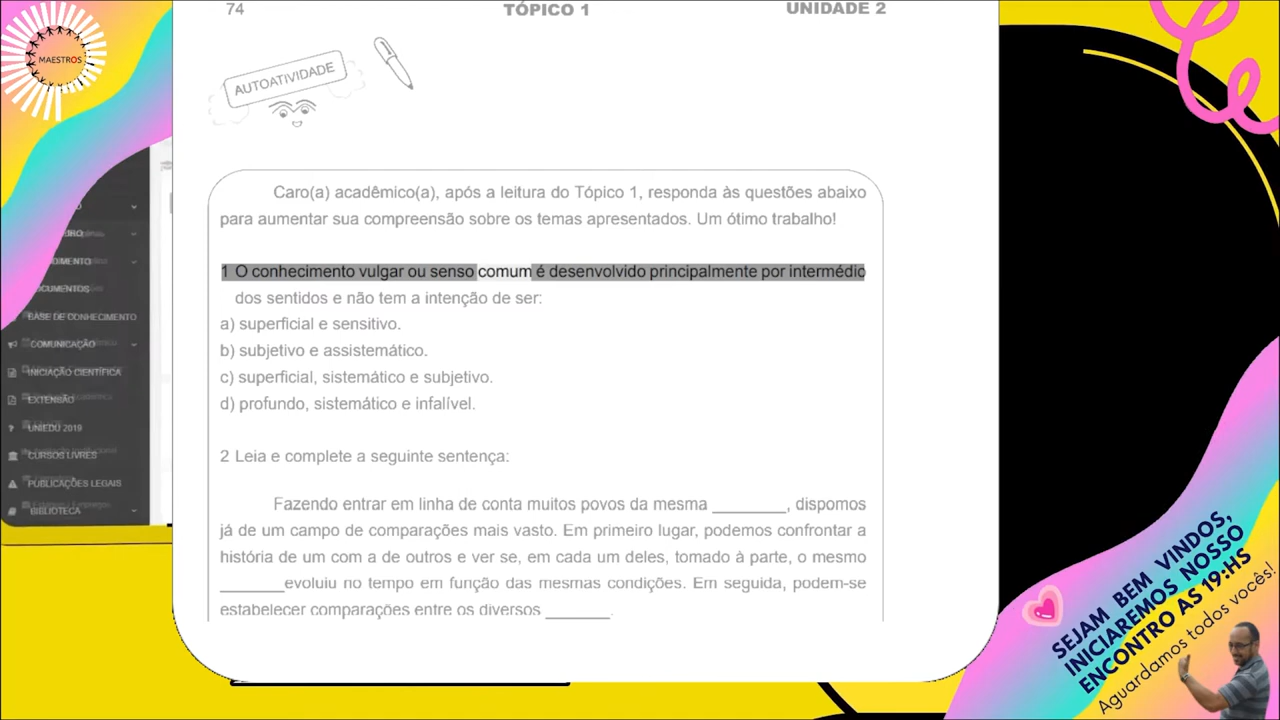 74 TÓPICO 1 UNIDADE 2
MAESTROS
AUTOATIVIDADE
Caro(a) acadêmico(a), após a leitura do Tópico 1, responda às questões abaixo
para aumentar sua compreensão sobre os temas apresentados. Um ótimo trabalho!
1 O conhecimento vulgar ou senso comum é desenvolvido principalmente por intermédio
dos sentidos e não tem a intenção de ser:
a) superficial e sensitivo.
b) subjetivo e assistemático.
c) superficial, sistemático e subjetivo.
d) profundo, sistemático e infalível.
2 Leia e complete a seguinte sentença:
Fazendo entrar em linha de conta muitos povos da mesma ________, dispomos
já de um campo de comparações mais vasto. Em primeiro lugar, podemos confrontar a
história de um com a de outros e ver se, em cada um deles, tomado à parte, o mesmo
_______evoluiu no tempo em função das mesmas condições. Em seguida, podem-se
estabelecer comparações entre os diversos _______.
BASE DE CONHECIMENTO
COMUNICAÇÃO
INICIAÇÃO CIENTÍFICA
EXTENSÃO
UNIEDU 2019
CURSOS LIVRES
PUBLICAÇÕES LEGAIS
BIBLIOTECA
SEJAM BEM VINDOS,
INICIAREMOS NOSSO
ENCONTRO AS 19:HS
Aguardamos todos vocês!